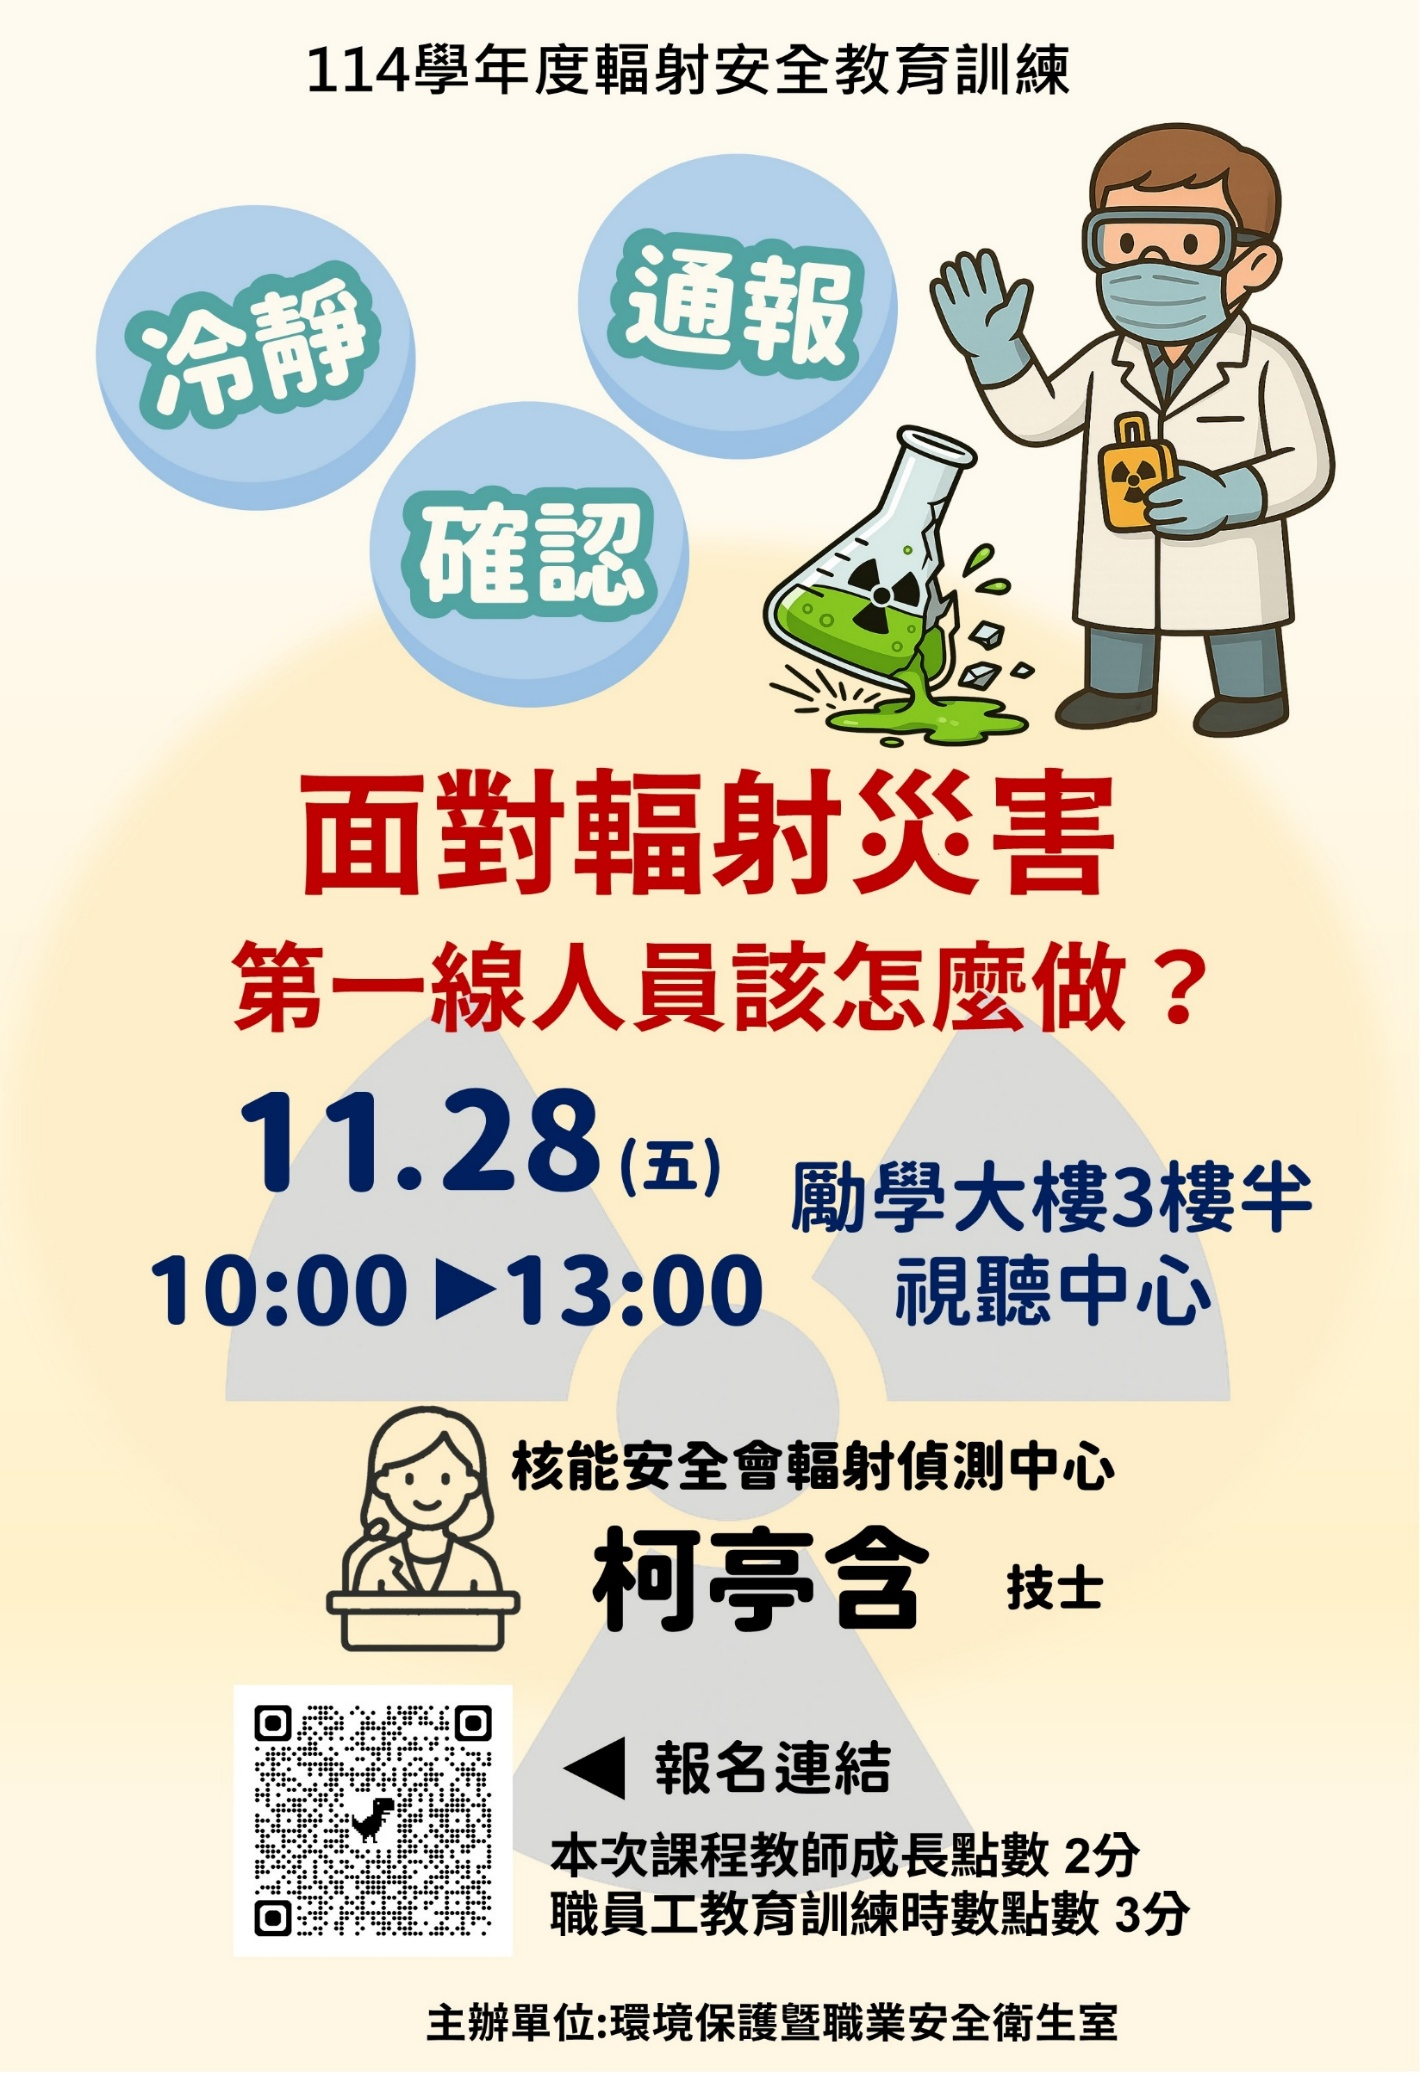 114學年度輻射安全教育訓練
冷靜
通報
確認
面對輻射災害
第一線人員該怎麼做？
11.28(五)
10:00▶13:00
勵學大樓3樓半
視聽中心
核能安全會輻射偵測中心
柯亭含 技士
◀ 報名連結
本次課程教師成長點數 2分
職員工教育訓練時數點數 3分
主辦單位:環境保護暨職業安全衛生室